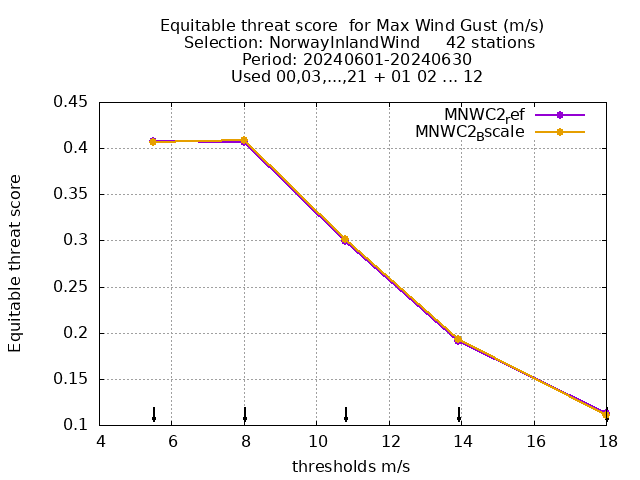 Equitable threat score  for Max Wind Gust (m/s)
Selection: NorwayInlandWind     42 stations
Period: 20240601-20240630
Used 00,03,...,21 + 01 02 ... 12
MNWC2_ref
MNWC2_Bscale
0.45
0.4
0.35
0.3
0.25
0.2
0.15
0.1
Equitable threat score
4 6 8 10 12 14 16 18
thresholds m/s